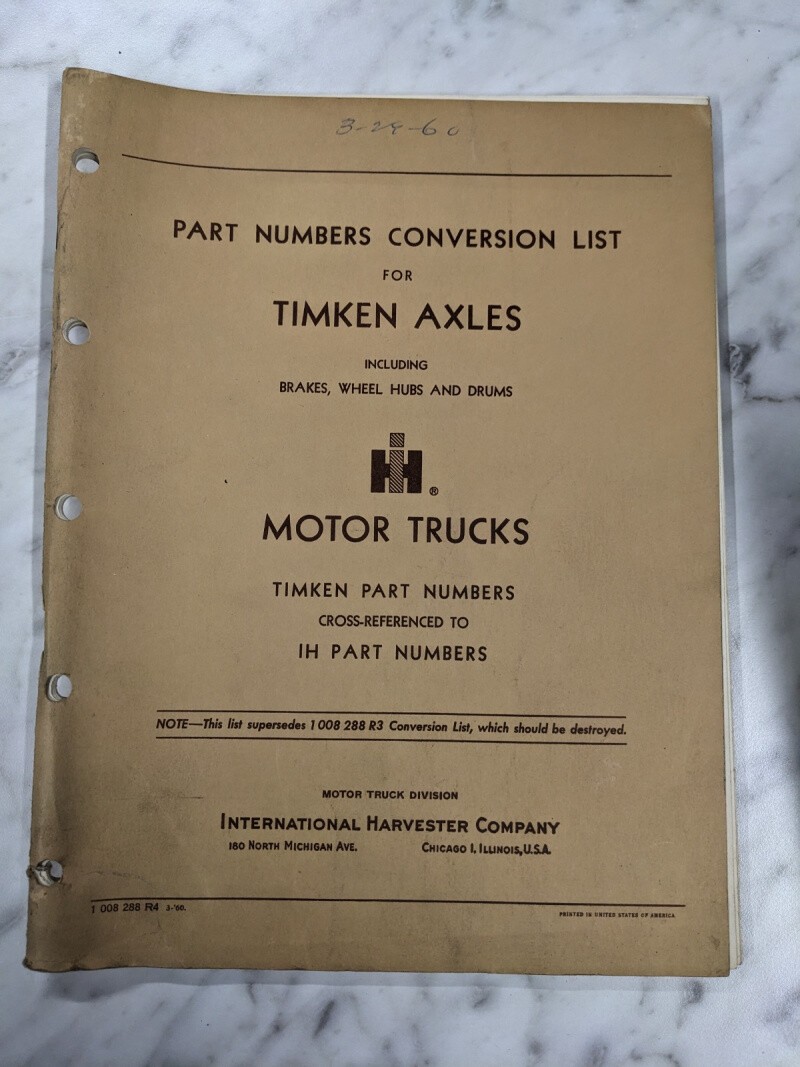 3-29-60
PART NUMBERS CONVERSION LIST
FOR
TIMKEN AXLES
INCLUDING
BRAKES, WHEEL HUBS AND DRUMS
IH ®
MOTOR TRUCKS
TIMKEN PART NUMBERS
CROSS-REFERENCED TO
IH PART NUMBERS
NOTE—This list supersedes 1 008 288 R3 Conversion List, which should be destroyed.
MOTOR TRUCK DIVISION
INTERNATIONAL HARVESTER COMPANY
180 NORTH MICHIGAN AVE. CHICAGO 1, ILLINOIS, U.S.A.
1 008 288 R4 3-'60. PRINTED IN UNITED STATES OF AMERICA